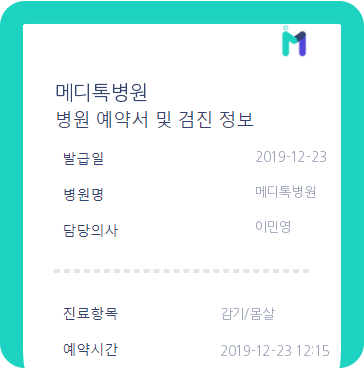 메디톡병원
병원 예약서 및 검진 정보
발급일 2019-12-23
병원명 메디톡병원
담당의사 이민영
진료항목 감기/몸살
예약시간 2019-12-23 12:15